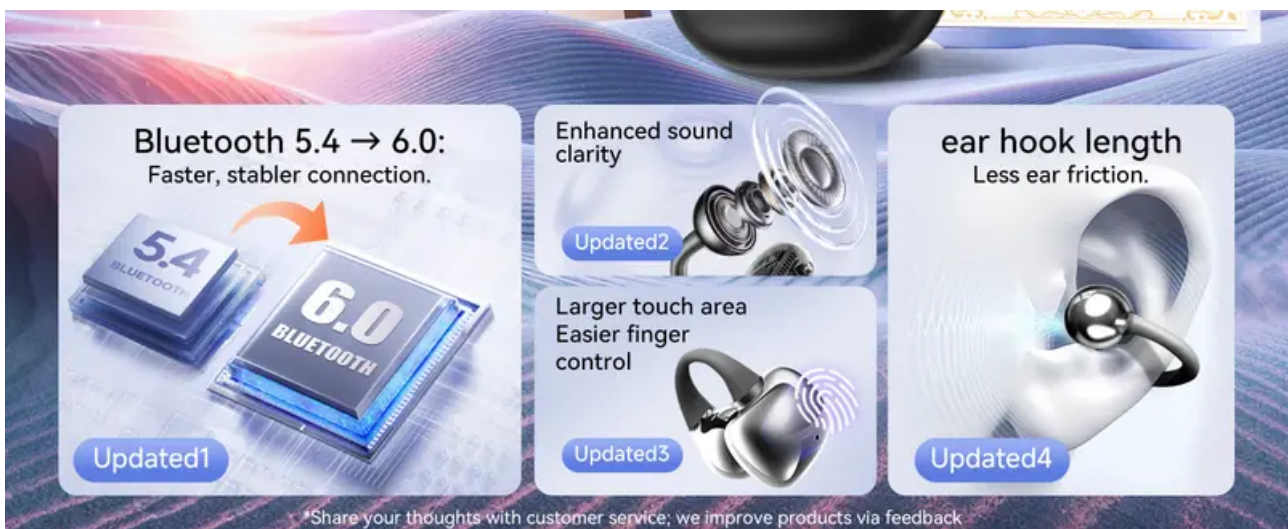 Bluetooth 5.4 → 6.0:
Faster, stabler connection.
5.4
BLUETOOTH
6.0
BLUETOOTH
Updated1
Enhanced sound
clarity
Updated2
Larger touch area
Easier finger
control
Updated3
ear hook length
Less ear friction.
Updated4
*Share your thoughts with customer service; we improve products via feedback